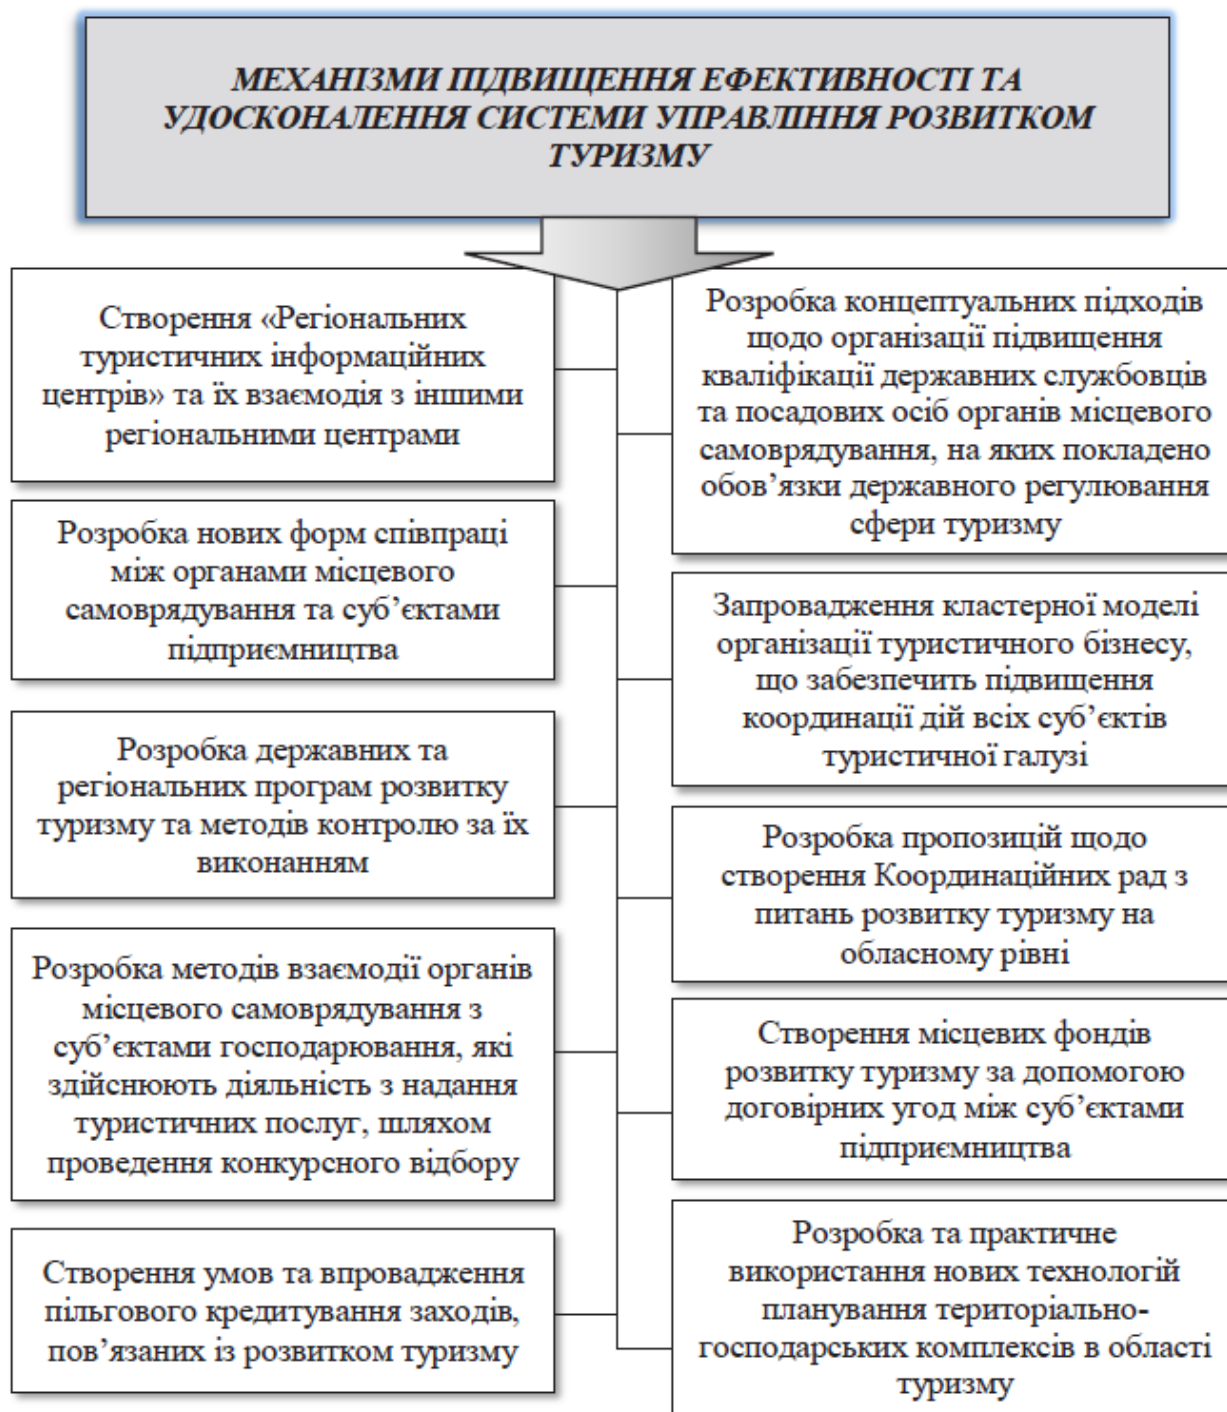 МЕХАНІЗМИ ПІДВИЩЕННЯ ЕФЕКТИВНОСТІ ТА
УДОСКОНАЛЕННЯ СИСТЕМИ УПРАВЛІННЯ РОЗВИТКОМ
ТУРИЗМУ
Створення «Регіональних
туристичних інформаційних
центрів» та їх взаємодія з іншими
регіональними центрами
Розробка нових форм співпраці
між органами місцевого
самоврядування та суб’єктами
підприємництва
Розробка державних та
регіональних програм розвитку
туризму та методів контролю за їх
виконанням
Розробка методів взаємодії органів
місцевого самоврядування з
суб’єктами господарювання, які
здійснюють діяльність з надання
туристичних послуг, шляхом
проведення конкурсного відбору
Створення умов та впровадження
пільгового кредитування заходів,
пов’язаних із розвитком туризму
Розробка концептуальних підходів
щодо організації підвищення
кваліфікації державних службовців
та посадових осіб органів місцевого
самоврядування, на яких покладено
обов’язки державного регулювання
сфери туризму
Запровадження кластерної моделі
організації туристичного бізнесу,
що забезпечить підвищення
координації дій всіх суб’єктів
туристичної галузі
Розробка пропозицій щодо
створення Координаційних рад з
питань розвитку туризму на
обласному рівні
Створення місцевих фондів
розвитку туризму за допомогою
договірних угод між суб’єктами
підприємництва
Розробка та практичне
використання нових технологій
планування територіально-
господарських комплексів в області
туризму